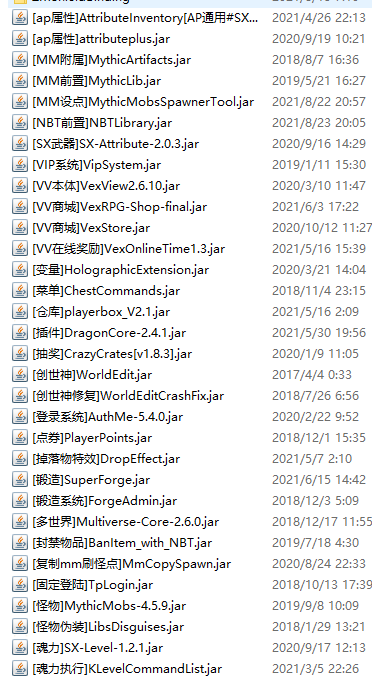 [ap属性]AttributeInventory[AP通用#SX... 2021/4/26 22:13
[ap属性]attributeplus.jar 2020/9/19 10:21
[MM附属]MythicArtifacts.jar 2018/8/7 16:36
[MM前置]MythicLib.jar 2019/5/21 16:27
[MM设点]MythicMobsSpawnerTool.jar 2021/8/22 20:57
[NBT前置]NBTLibrary.jar 2021/8/23 20:05
[SX武器]SX-Attribute-2.0.3.jar 2020/9/16 14:29
[VIP系统]VipSystem.jar 2019/1/11 15:30
[VV本体]VexView2.6.10.jar 2020/3/10 11:47
[VV商城]VexRPG-Shop-final.jar 2021/6/3 17:22
[VV商城]VexStore.jar 2020/10/12 11:27
[VV在线奖励]VexOnlineTime1.3.jar 2021/5/16 15:39
[变量]HolographicExtension.jar 2020/3/21 14:04
[菜单]ChestCommands.jar 2018/11/4 23:15
[仓库]playerbox_V2.1.jar 2021/5/16 2:09
[插件]DragonCore-2.4.1.jar 2021/5/30 19:56
[抽奖]CrazyCrates[v1.8.3].jar 2020/1/9 11:05
[创世神]WorldEdit.jar 2017/4/4 0:33
[创世神修复]WorldEditCrashFix.jar 2018/7/26 6:56
[登录系统]AuthMe-5.4.0.jar 2020/2/22 9:52
[点券]PlayerPoints.jar 2018/12/1 15:35
[掉落物特效]DropEffect.jar 2021/5/7 2:10
[锻造]SuperForge.jar 2021/6/15 14:42
[锻造系统]ForgeAdmin.jar 2018/12/3 5:09
[多世界]Multiverse-Core-2.6.0.jar 2018/12/17 11:55
[封禁物品]BanItem_with_NBT.jar 2019/7/18 4:30
[复制mm刷怪点]MmCopySpawn.jar 2020/8/24 22:33
[固定登陆]TpLogin.jar 2018/10/13 17:39
[怪物]MythicMobs-4.5.9.jar 2019/9/8 10:09
[怪物伪装]LibsDisguises.jar 2018/1/29 13:21
[魂力]SX-Level-1.2.1.jar 2020/9/17 12:13
[魂力执行]KLevelCommandList.jar 2021/3/5 22:26